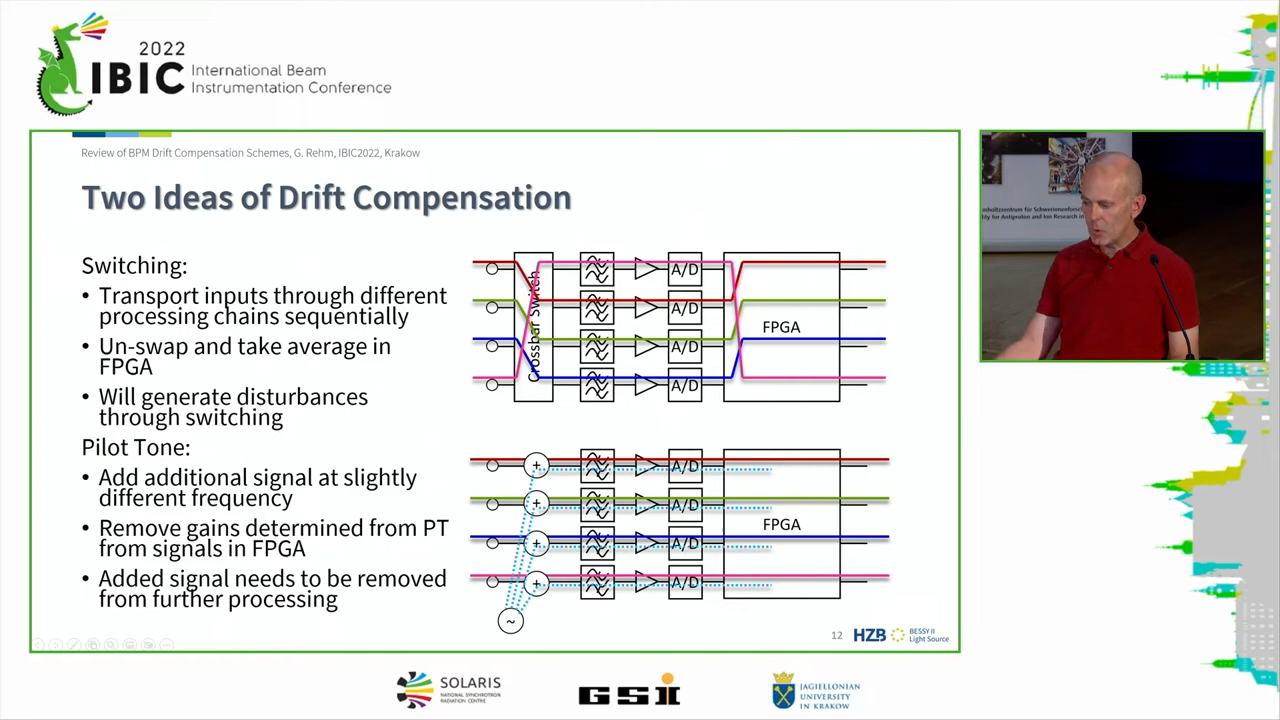 2022
IBIC
International Beam
Instrumentation Conference
Review of BPM Drift Compensation Schemes, G. Rehm, IBIC2022, Krakow
Two Ideas of Drift Compensation
Switching:
• Transport inputs through different
processing chains sequentially
• Un-swap and take average in
FPGA
• Will generate disturbances
through switching
Pilot Tone:
• Add additional signal at slightly
different frequency
• Remove gains determined from PT
from signals in FPGA
• Added signal needs to be removed
from further processing
Crossbar Switch
A/D
A/D
A/D
A/D
FPGA
+
+
+
+
~
A/D
A/D
A/D
A/D
FPGA
12
HZB
BESSY II
Light Source
SOLARIS
NATIONAL SYNCHROTRON
RADIATION CENTRE
GSI
JAGIELLONIAN
UNIVERSITY
IN KRAKOW